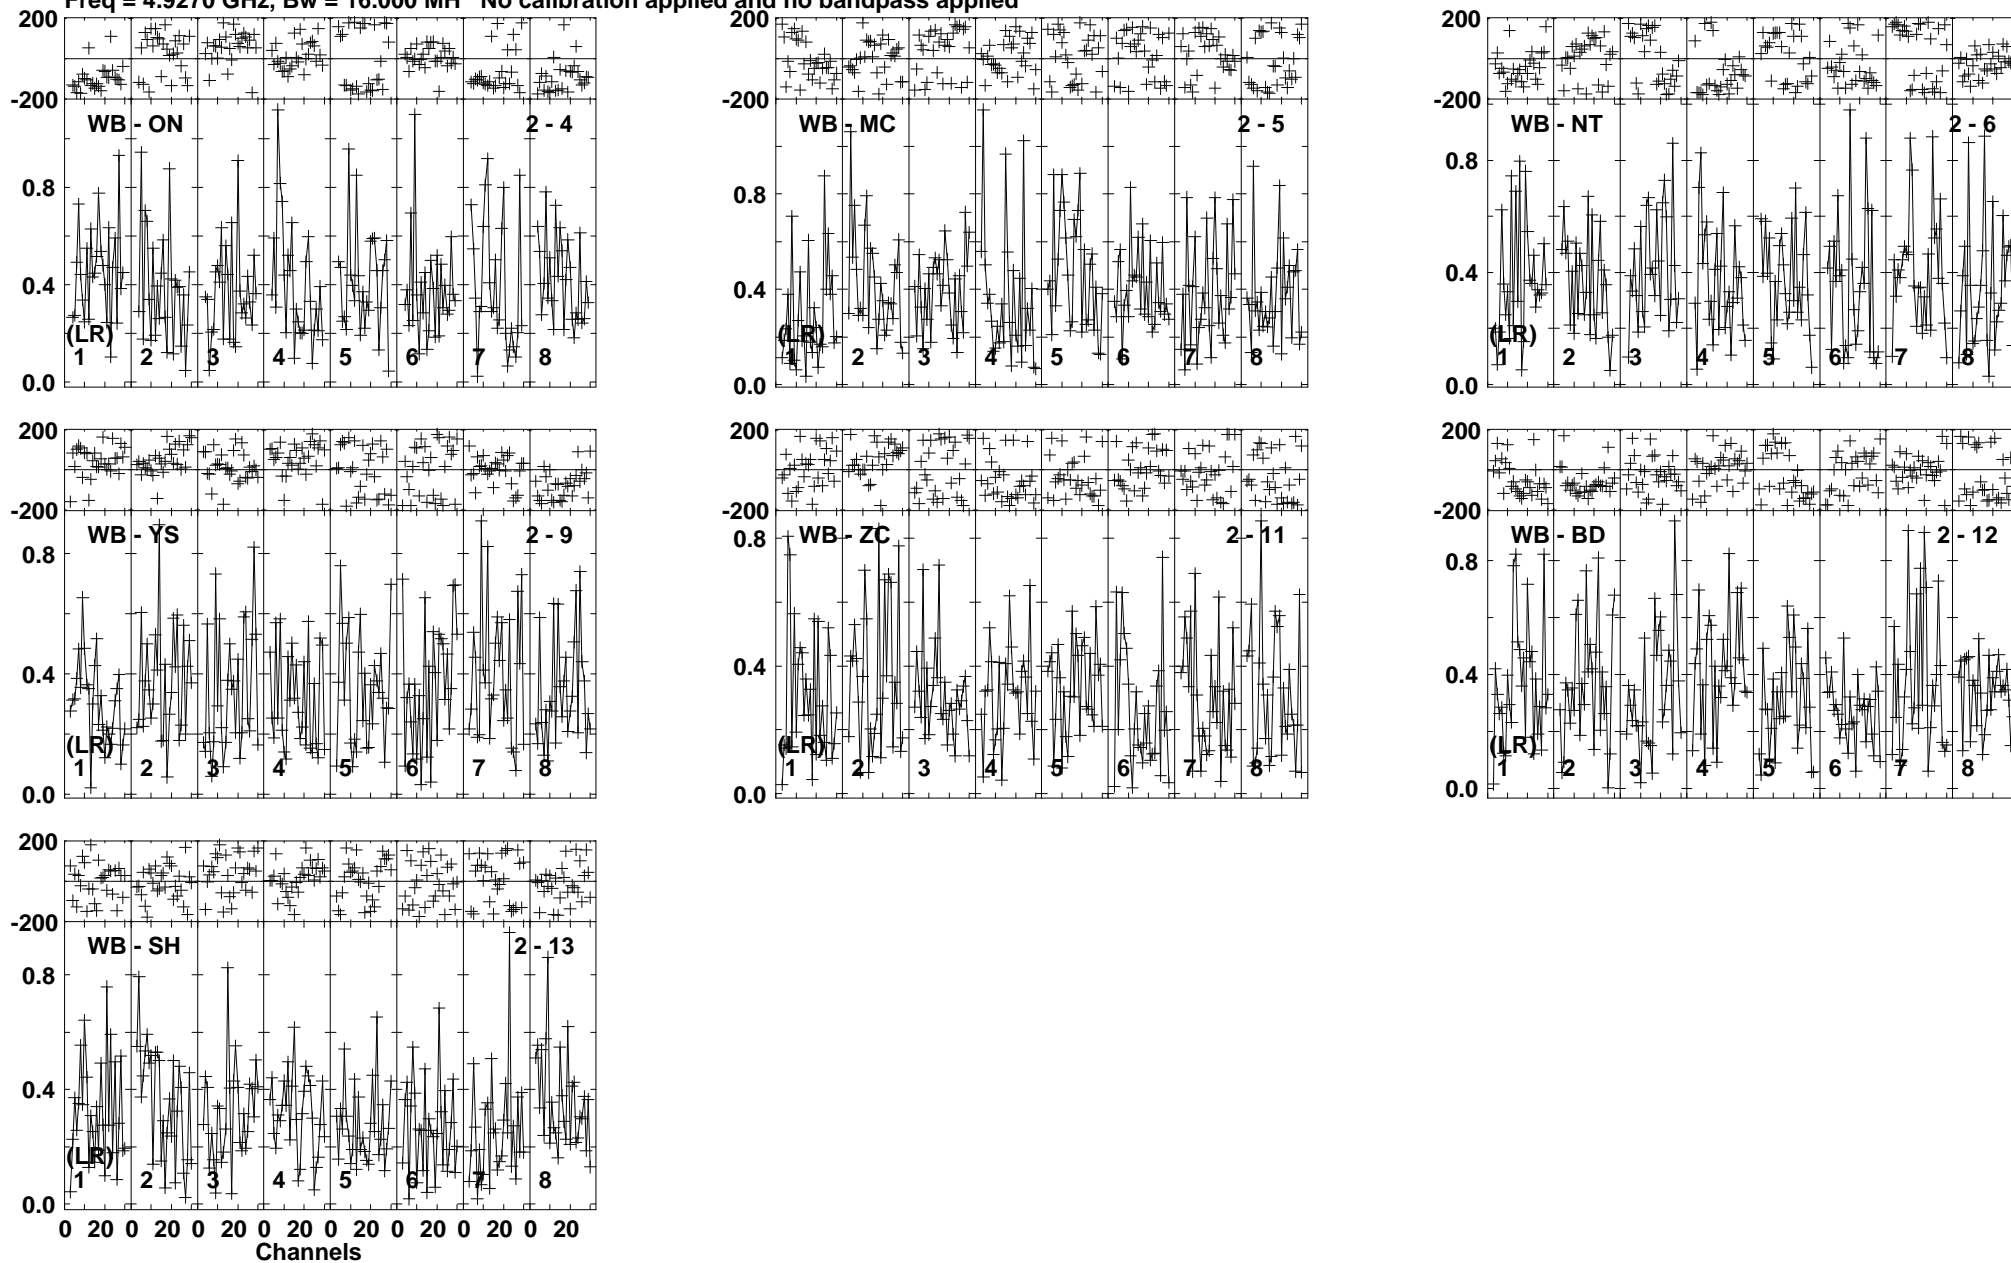 Freq = 4.9270 GHz, Bw = 16.000 MH No calibration applied and no bandpass applied
200 200 200
-200 -200 -200
WB - ON 2 - 4 WB - MC 2 - 5 WB - NT 2 - 6
0.8 0.8 0.8
0.4 0.4 0.4
(LR) (LR) (LR)
1 2 3 4 5 6 7 8 1 2 3 4 5 6 7 8 1 2 3 4 5 6 7 8
0.0 0.0 0.0
200 200 200
-200 -200 -200
WB - YS 2 - 9 WB - ZC 2 - 11 WB - BD 2 - 12
0.8 0.8 0.8
0.4 0.4 0.4
(LR) (LR) (LR)
1 2 3 4 5 6 7 8 1 2 3 4 5 6 7 8 1 2 3 4 5 6 7 8
0.0 0.0 0.0
200
-200
WB - SH 2 - 13
0.8
0.4
(LR)
1 2 3 4 5 6 7 8
0.0
0 20 0 20 0 20 0 20 0 20 0 20 0 20 0 20
Channels